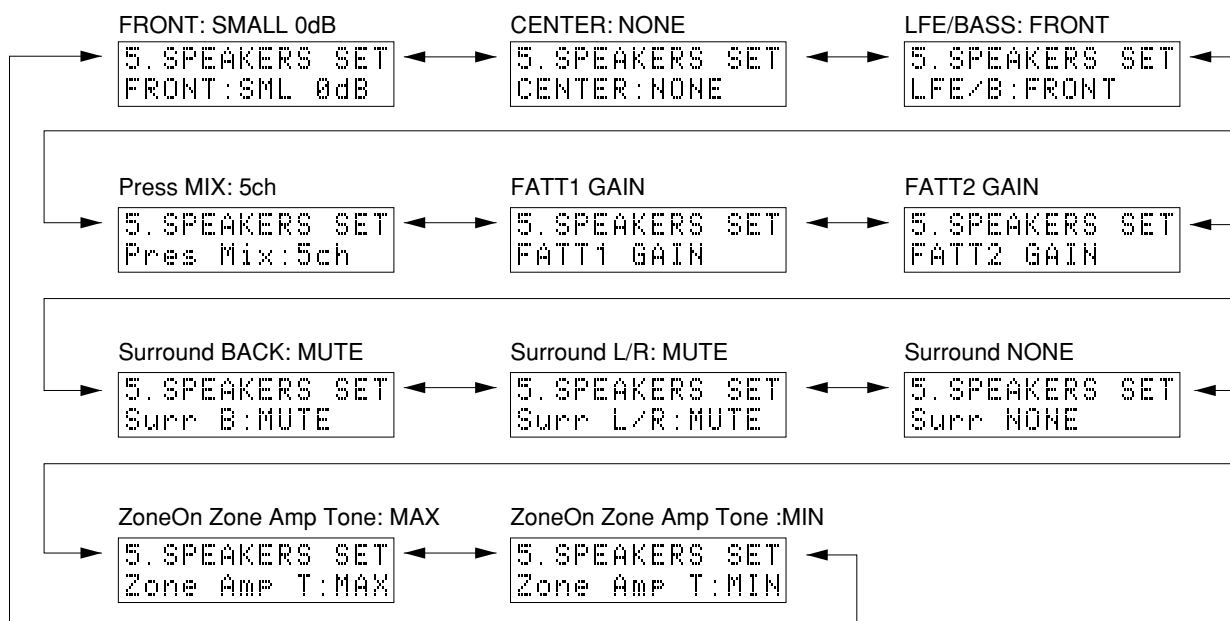 FRONT: SMALL 0dB
5.SPEAKERS SET
FRONT:SML 0dB
CENTER: NONE
5.SPEAKERS SET
CENTER:NONE
LFE/BASS: FRONT
5.SPEAKERS SET
LFE/B:FRONT
Press MIX: 5ch
5.SPEAKERS SET
Pres Mix:5ch
FATT1 GAIN
5.SPEAKERS SET
FATT1 GAIN
FATT2 GAIN
5.SPEAKERS SET
FATT2 GAIN
Surround BACK: MUTE
5.SPEAKERS SET
Surr B:MUTE
Surround L/R: MUTE
5.SPEAKERS SET
Surr L/R:MUTE
Surround NONE
5.SPEAKERS SET
Surr NONE
ZoneOn Zone Amp Tone: MAX
5.SPEAKERS SET
Zone Amp T:MAX
ZoneOn Zone Amp Tone :MIN
5.SPEAKERS SET
Zone Amp T:MIN